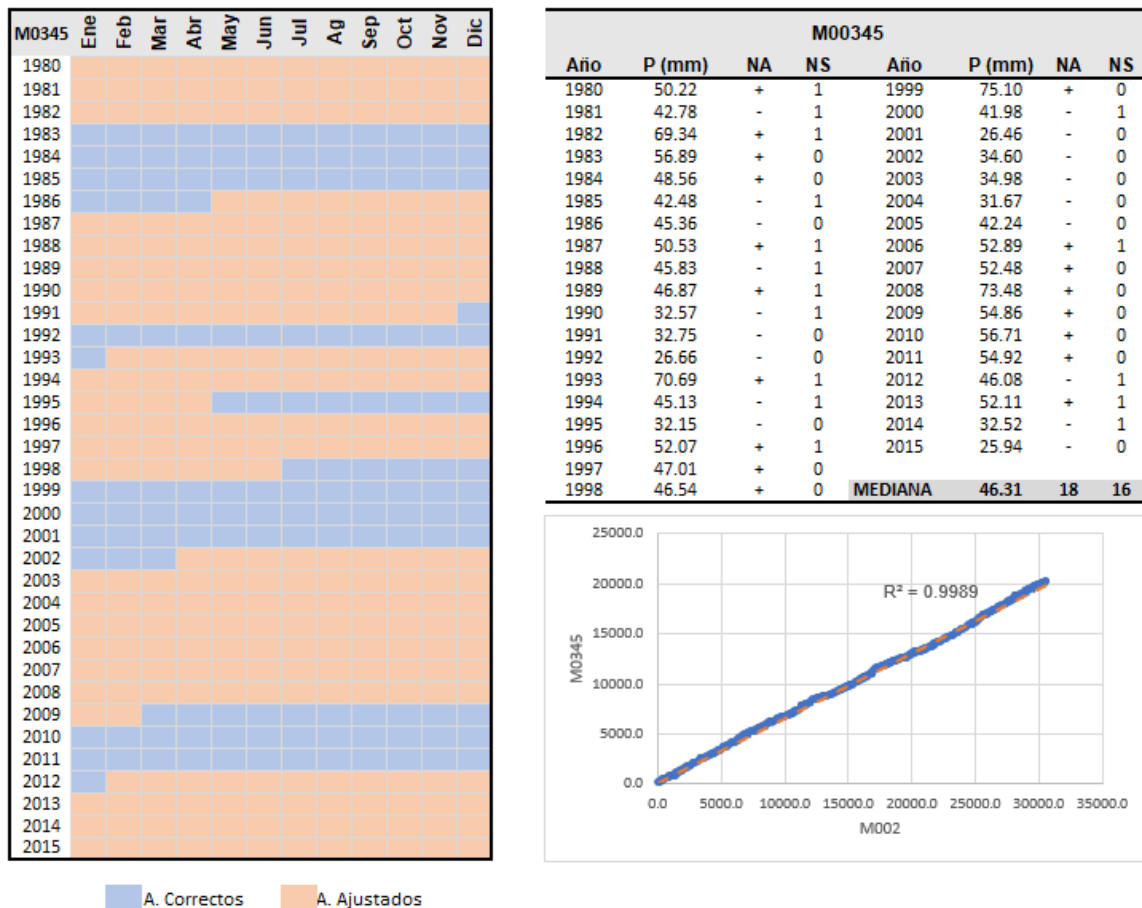 M0345 Ene Feb Mar Abr May Jun Jul Ag Sep Oct Nov Dic
1980
1981
1982
1983
1984
1985
1986
1987
1988
1989
1990
1991
1992
1993
1994
1995
1996
1997
1998
1999
2000
2001
2002
2003
2004
2005
2006
2007
2008
2009
2010
2011
2012
2013
2014
2015
A. Correctos A. Ajustados
M00345
Año P (mm) NA NS Año P (mm) NA NS
1980 50.22 + 1 1999 75.10 + 0
1981 42.78 - 1 2000 41.98 - 1
1982 69.34 + 1 2001 26.46 - 0
1983 56.89 + 0 2002 34.60 - 0
1984 48.56 + 0 2003 34.98 - 0
1985 42.48 - 1 2004 31.67 - 0
1986 45.36 - 0 2005 42.24 - 0
1987 50.53 + 1 2006 52.89 + 1
1988 45.83 - 1 2007 52.48 + 0
1989 46.87 + 1 2008 73.48 + 0
1990 32.57 - 1 2009 54.86 + 0
1991 32.75 - 0 2010 56.71 + 0
1992 26.66 - 0 2011 54.92 + 0
1993 70.69 + 1 2012 46.08 - 1
1994 45.13 - 1 2013 52.11 + 1
1995 32.15 - 0 2014 32.52 - 1
1996 52.07 + 1 2015 25.94 - 0
1997 47.01 + 0
1998 46.54 + 0 MEDIANA 46.31 18 16
25000.0
20000.0
R² = 0.9989
15000.0
M0345
10000.0
5000.0
0.0
0.0 5000.0 10000.0 15000.0 20000.0 25000.0 30000.0 35000.0
M002